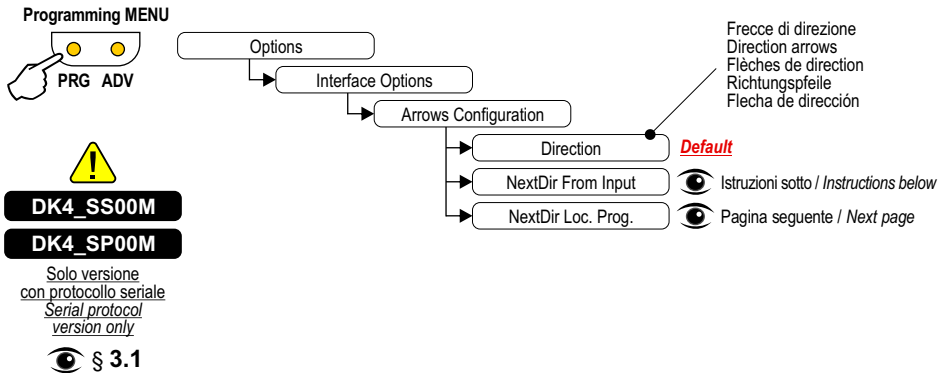 Programming MENU
PRG ADV
Options
Interface Options
Arrows Configuration
Direction
NextDir From Input
NextDir Loc. Prog.
Frecce di direzione
Direction arrows
Flèches de direction
Richtungspfeile
Flecha de dirección
Default
Istruzioni sotto / Instructions below
Pagina seguente / Next page
DK4_SS00M
DK4_SP00M
Solo versione
con protocollo seriale
Serial protocol
version only
§ 3.1